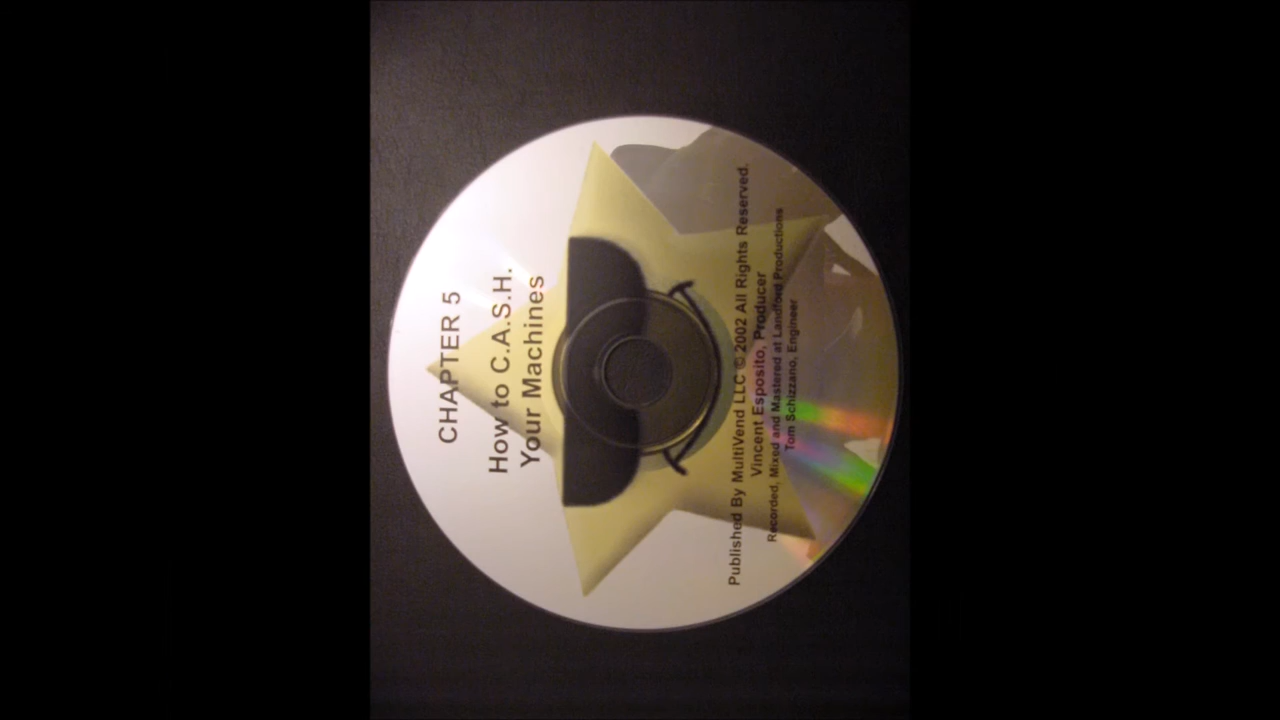 CHAPTER 5
How to C.A.S.H.
Your Machines
Published By MultiVend LLC © 2002 All Rights Reserved.
Vincent Esposito, Producer
Recorded, Mixed and Mastered at Landford Productions
Tom Schizzano, Engineer